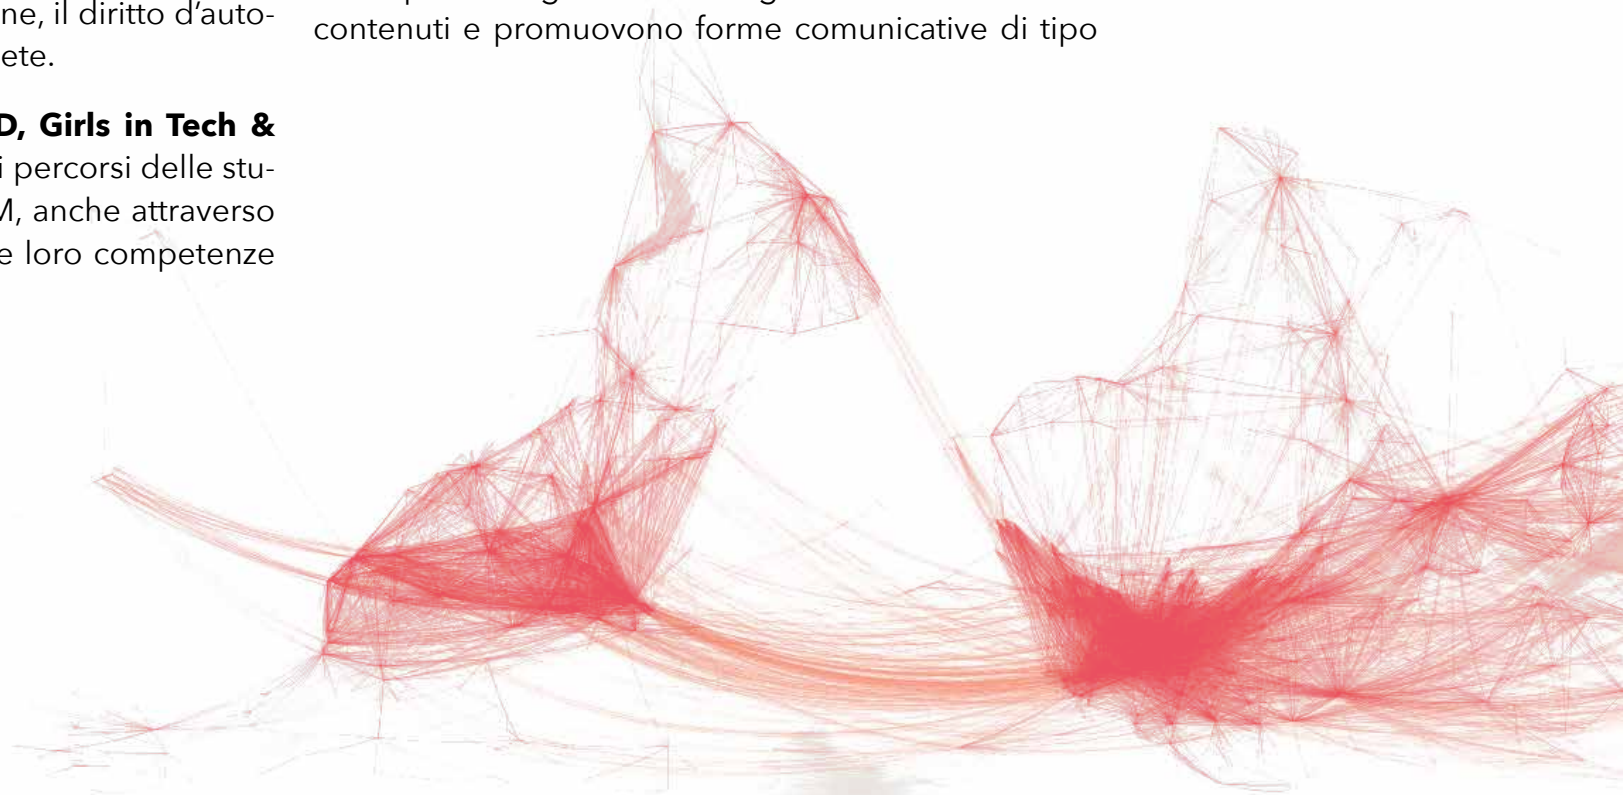 ne, il diritto d’auto-
ete.
D, Girls in Tech &
i percorsi delle stu-
M, anche attraverso
e loro competenze
contenuti e promuovono forme comunicative di tipo